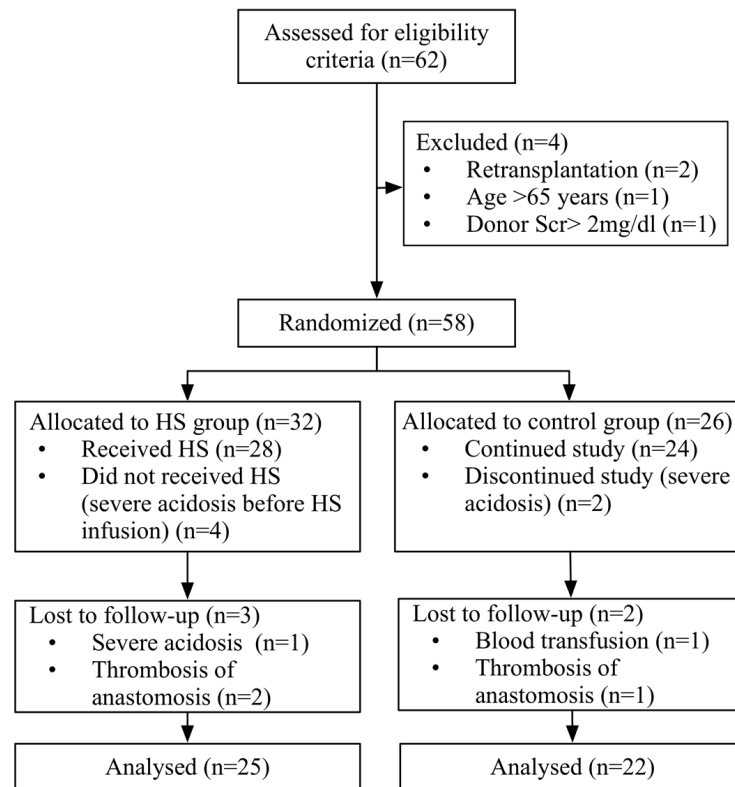 Assessed for eligibility
criteria (n=62)
Excluded (n=4)
• Retransplantation (n=2)
• Age >65 years (n=1)
• Donor Scr> 2mg/dl (n=1)
Randomized (n=58)
Allocated to HS group (n=32)
• Received HS (n=28)
• Did not received HS
(severe acidosis before HS
infusion) (n=4)
Allocated to control group (n=26)
• Continued study (n=24)
• Discontinued study (severe
acidosis) (n=2)
Lost to follow-up (n=3)
• Severe acidosis (n=1)
• Thrombosis of
anastomosis (n=2)
Lost to follow-up (n=2)
• Blood transfusion (n=1)
• Thrombosis of
anastomosis (n=1)
Analysed (n=25)
Analysed (n=22)